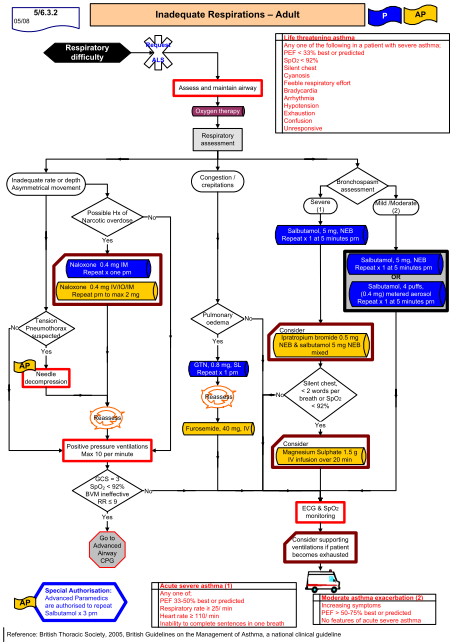 5/6.3.2
05/08
Inadequate Respirations – Adult
P
AP
Respiratory
difficulty
Request
ALS
Life threatening asthma
Any one of the following in a patient with severe asthma:
PEF < 33% best or predicted
SpO2 < 92%
Silent chest
Cyanosis
Feeble respiratory effort
Bradycardia
Arrhythmia
Hypotension
Exhaustion
Confusion
Unresponsive
Assess and maintain airway
Oxygen therapy
Respiratory
assessment
Inadequate rate or depth
Asymmetrical movement
Congestion /
crepitations
Bronchospasm
assessment
Severe
(1)
Mild /Moderate
(2)
Possible Hx of
Narcotic overdose
No
Yes
Naloxone 0.4 mg IM
Repeat x one prn
Naloxone 0.4 mg IV/IO/IM
Repeat prn to max 2 mg
Salbutamol, 5 mg, NEB
Repeat x 1 at 5 minutes prn
Salbutamol, 5 mg, NEB
Repeat x 1 at 5 minutes prn
OR
Salbutamol, 4 puffs,
(0.4 mg) metered aerosol
Repeat x 1 at 5 minutes prn
No
Tension
Pneumothorax
suspected
Yes
Pulmonary
oedema
No
Yes
Consider
Ipratropium bromide 0.5 mg
NEB & salbutamol 5 mg NEB
mixed
AP
Needle
decompression
GTN, 0.8 mg, SL
Repeat x 1 prn
Reassess
Silent chest,
< 2 words per
breath or SpO2
< 92%
No
Yes
Reassess
Furosemide, 40 mg, IV
Positive pressure ventilations
Max 10 per minute
Consider
Magnesium Sulphate 1.5 g
IV infusion over 20 min
GCS = 3
SpO2 < 92%
BVM ineffective
RR ≤ 9
No
Yes
ECG & SpO2
monitoring
Go to
Advanced
Airway
CPG
Consider supporting
ventilations if patient
becomes exhausted
AP
Special Authorisation:
Advanced Paramedics
are authorised to repeat
Salbutamol x 3 prn
Acute severe asthma (1)
Any one of;
PEF 33-50% best or predicted
Respiratory rate ≥ 25/ min
Heart rate ≥ 110/ min
Inability to complete sentences in one breath
Moderate asthma exacerbation (2)
Increasing symptoms
PEF > 50-75% best or predicted
No features of acute severe asthma
Reference: British Thoracic Society, 2005, British Guidelines on the Management of Asthma, a national clinical guideline